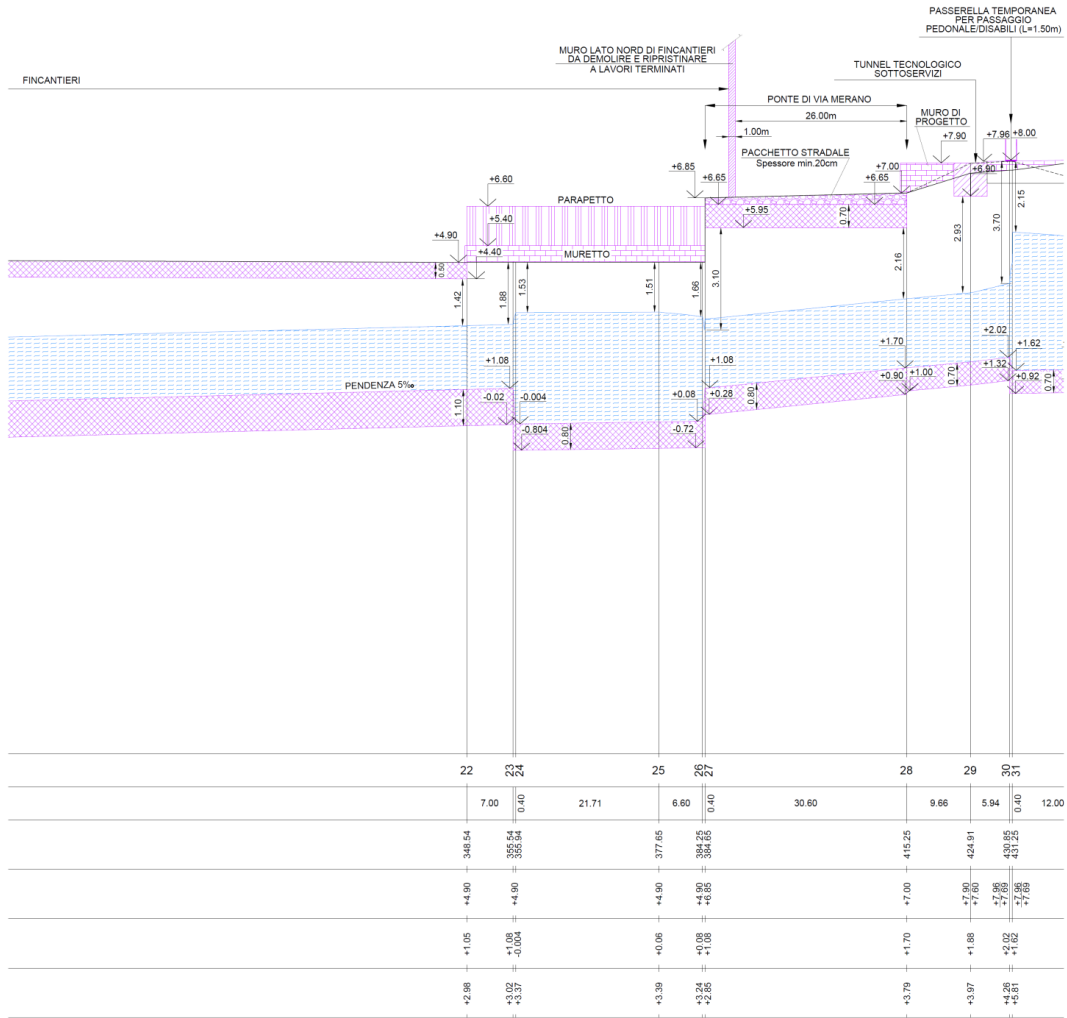 PASSERELLA TEMPORANEA
PER PASSAGGIO
PEDONALE/DISABILI (L=1.50m)
MURO LATO NORD DI FINCANTIERI
DA DEMOLIRE E RIPRISTINARE
A LAVORI TERMINATI
TUNNEL TECNOLOGICO
SOTTOSERVIZI
FINCANTIERI
PONTE DI VIA MERANO
26.00m
MURO DI
PROGETTO
1.00m
+7.90
+7.96
+8.00
PACCHETTO STRADALE
Spessore min.20cm
+6.85
+7.00
+6.90
+6.65
+6.65
+6.60
PARAPETTO
+5.95
0.70
2.15
+5.40
+4.90
+4.40
MURETTO
0.50
1.42
1.88
1.53
1.51
1.66
3.10
2.16
2.93
3.70
+2.02
+1.70
+1.62
+1.08
+1.08
+1.32
+1.00
0.70
+0.90
+0.92
0.70
PENDENZA 5‰
1.10
-0.02
-0.004
+0.08
+0.28
0.80
-0.804
0.80
-0.72
22 23 24 25 26 27 28 29 30 31
7.00 0.40 21.71 6.60 0.40 30.60 9.66 5.94 0.40 12.00
348.54 355.54 355.94 377.65 384.25 384.65 415.25 424.91 430.85 431.25
+4.90 +4.90 +4.90 +4.90 +6.85 +7.00 +7.90 +7.60 +7.96 +7.69 +7.96 +7.69
+1.05 +1.08 -0.004 +0.06 +0.08 +1.08 +1.70 +1.88 +2.02 +1.62
+2.98 +3.02 +3.37 +3.39 +3.24 +2.85 +3.79 +3.97 +4.26 +5.81